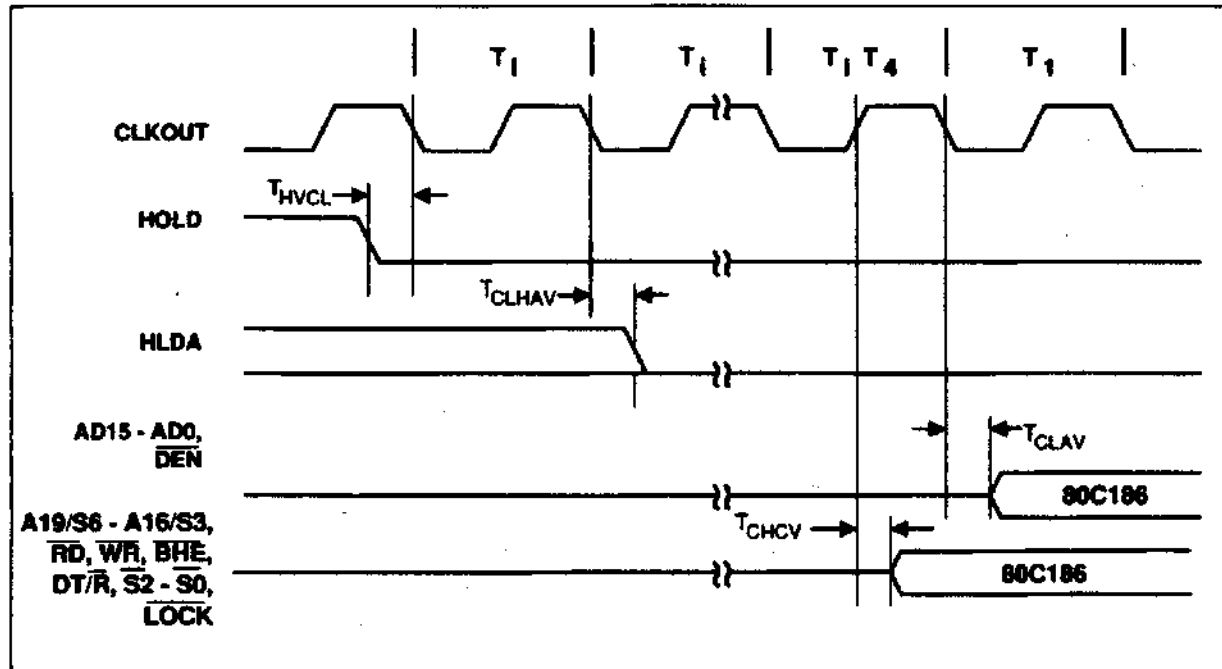 Ti Ti Ti T4 T1
CLKOUT
THVCL
HOLD
TCLHAV
HLDA
AD15 - AD0,
DEN
TCLAV
80C186
A19/S6 - A16/S3,
TCHCV
RD, WR, BHE,
80C186
DT/R, S2 - S0,
LOCK